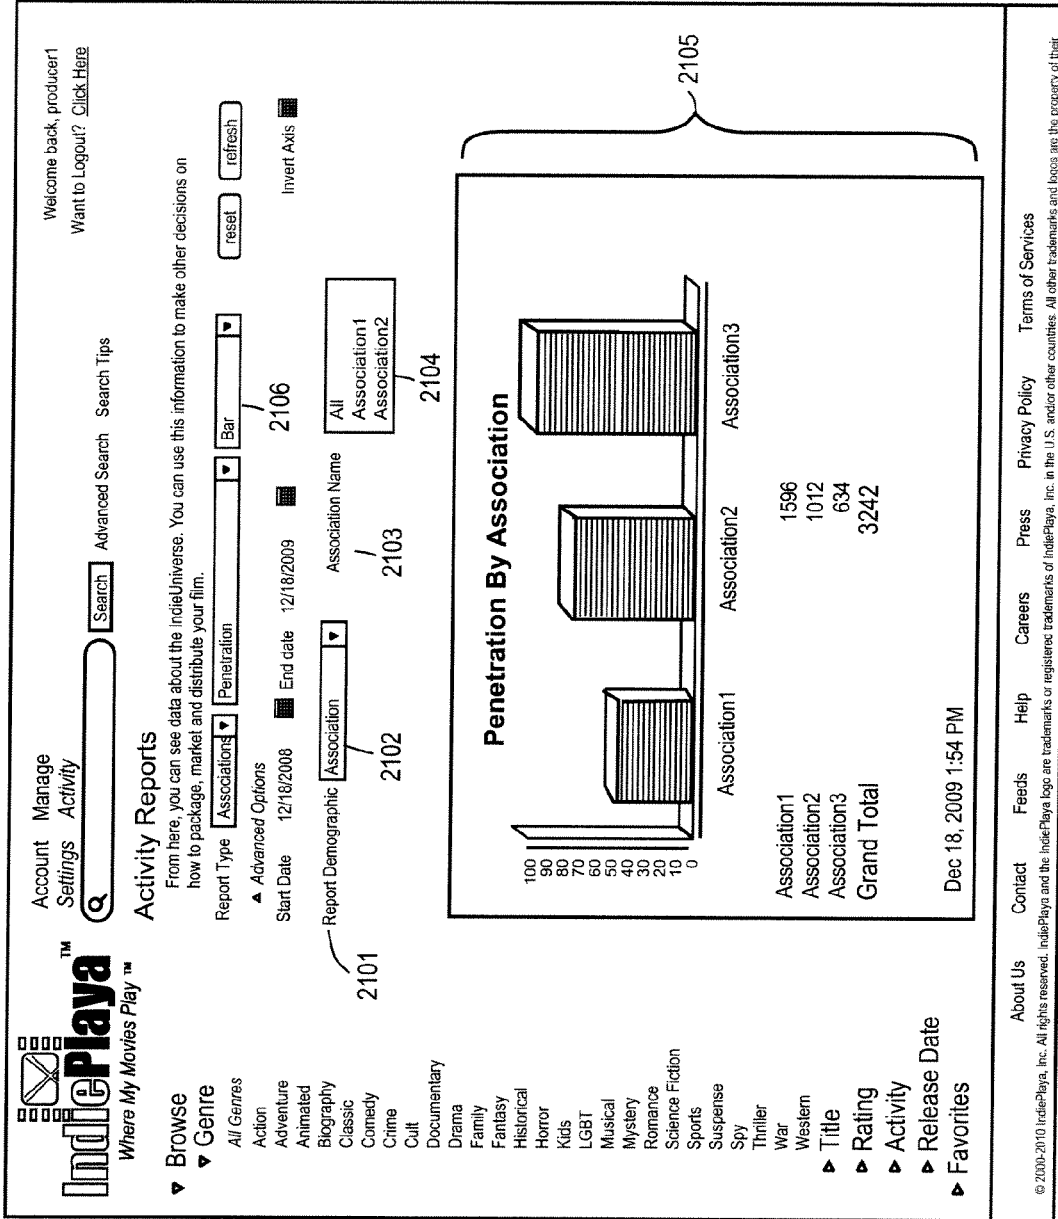 IndiePlaya™
Where My Movies Play ™
Account Manage
Settings Activity
Welcome back, producer1
Want to Logout? Click Here
Search Advanced Search Search Tips
Browse
Genre
All Genres
Action
Adventure
Animated
Biography
Classic
Comedy
Crime
Cult
Documentary
Drama
Family
Fantasy
Historical
Horror
Kids
LGBT
Musical
Mystery
Romance
Science Fiction
Sports
Suspense
Spy
Thriller
War
Western
Title
Rating
Activity
Release Date
Favorites
Activity Reports
From here, you can see data about the IndieUniverse. You can use this information to make other decisions on
how to package, market and distribute your film.
Report Type Associations Penetration Bar reset refresh
2106
Advanced Options
Start Date 12/18/2008 End date 12/18/2009 Invert Axis
2101
Report Demographic Association
2102
Association Name
2103
All
Association1
Association2
2104
2105
Penetration By Association
100
90
80
70
60
50
40
30
20
10
0
Association1 Association2 Association3
Association1 1596
Association2 1012
Association3 634
Grand Total 3242
Dec 18, 2009 1:54 PM
About Us Contact Feeds Help Careers Press Privacy Policy Terms of Services
© 2000-2010 IndiePlaya, Inc. All rights reserved. IndiePlaya and the IndiePlaya logo are trademarks or registered trademarks of IndiePlaya, Inc. in the U.S. and/or other countries. All other trademarks and logos are the property of their